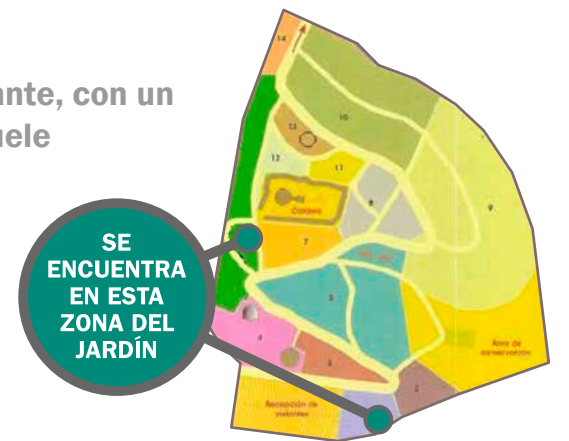 ante, con un
uele
SE
ENCUENTRA
EN ESTA
ZONA DEL
JARDÍN
14
10
13
12
11
8
9
7
5
4
3
2
Área de
conservación
Recepción de
visitantes